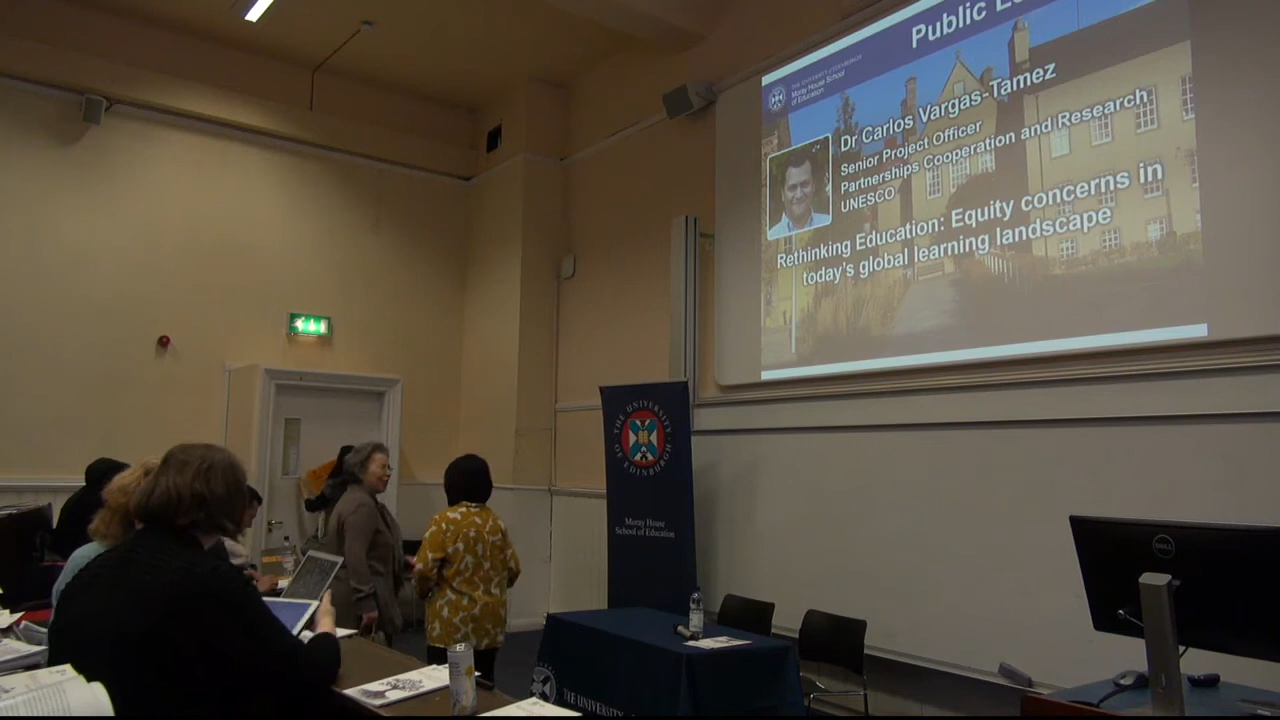 Public
THE UNIVERSITY of EDINBURGH
Moray House School
of Education
Dr Carlos Vargas-Tamez
Senior Project Officer
Partnerships Cooperation and Research
UNESCO
Rethinking Education: Equity concerns in
today's global learning landscape
THE UNIVERSITY OF EDINBURGH
Moray House
School of Education
DELL
THE UNIVERSITY